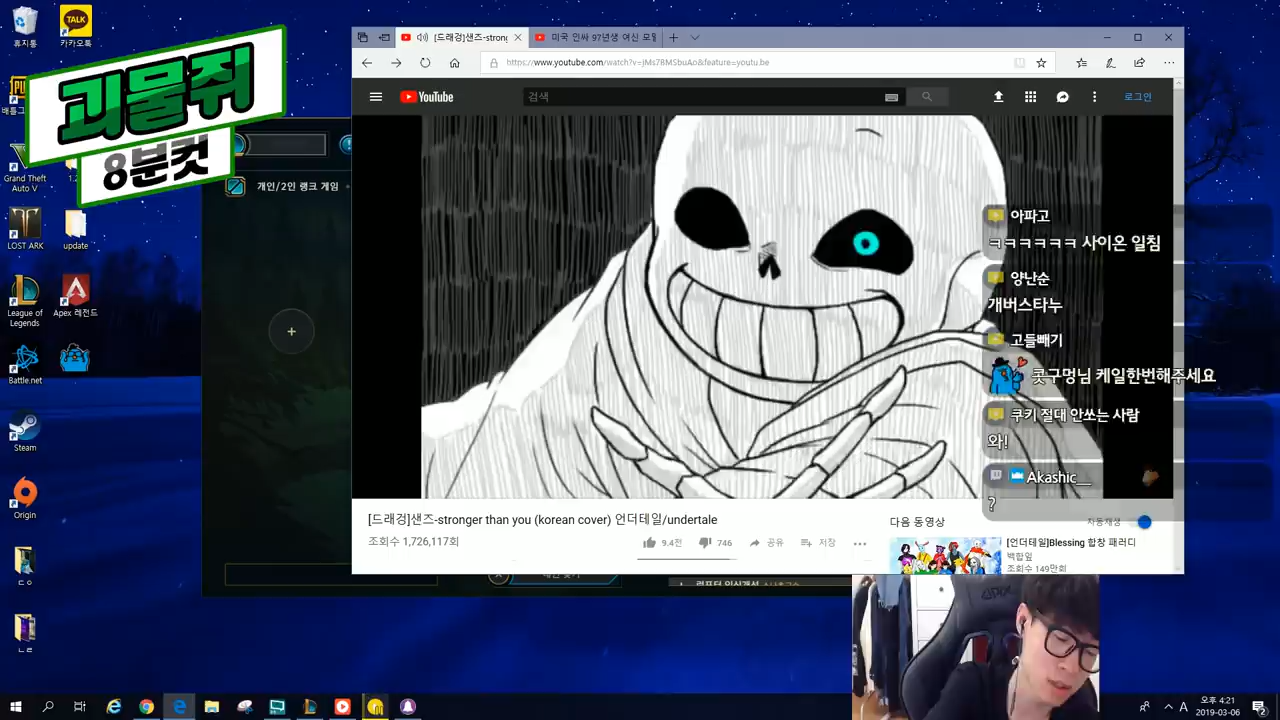 휴지통
카카오톡
괴물쥐
8분컷
Grand Theft
Auto V
LOST ARK
update
League of
Legends
Apex 레전드
Battle.net
Steam
Origin
ㄷㅇ
ㄴㄹ
개인/2인 랭크 게임
[드래겅]샌즈-strong
미국 인싸 97년생 여신 모델
https://www.youtube.com/watch?v=jMs7BMSbuAo&feature=youtu.be
YouTube
검색
로그인
아파고
ㅋㅋㅋㅋㅋㅋ 사이온 일침
양난순
개버스타누
고들빼기
콧구멍님 케일한번해주세요
쿠키 절대 안쏘는 사람
와!
Akashic__
?
[드래겅]샌즈-stronger than you (korean cover) 언더테일/undertale
조회수 1,726,117회
9.4천
746
공유
저장
다음 동영상
자동재생
[언더테일]Blessing 합창 패러디
백합잎
조회수 149만회
오후 4:21
2019-03-06